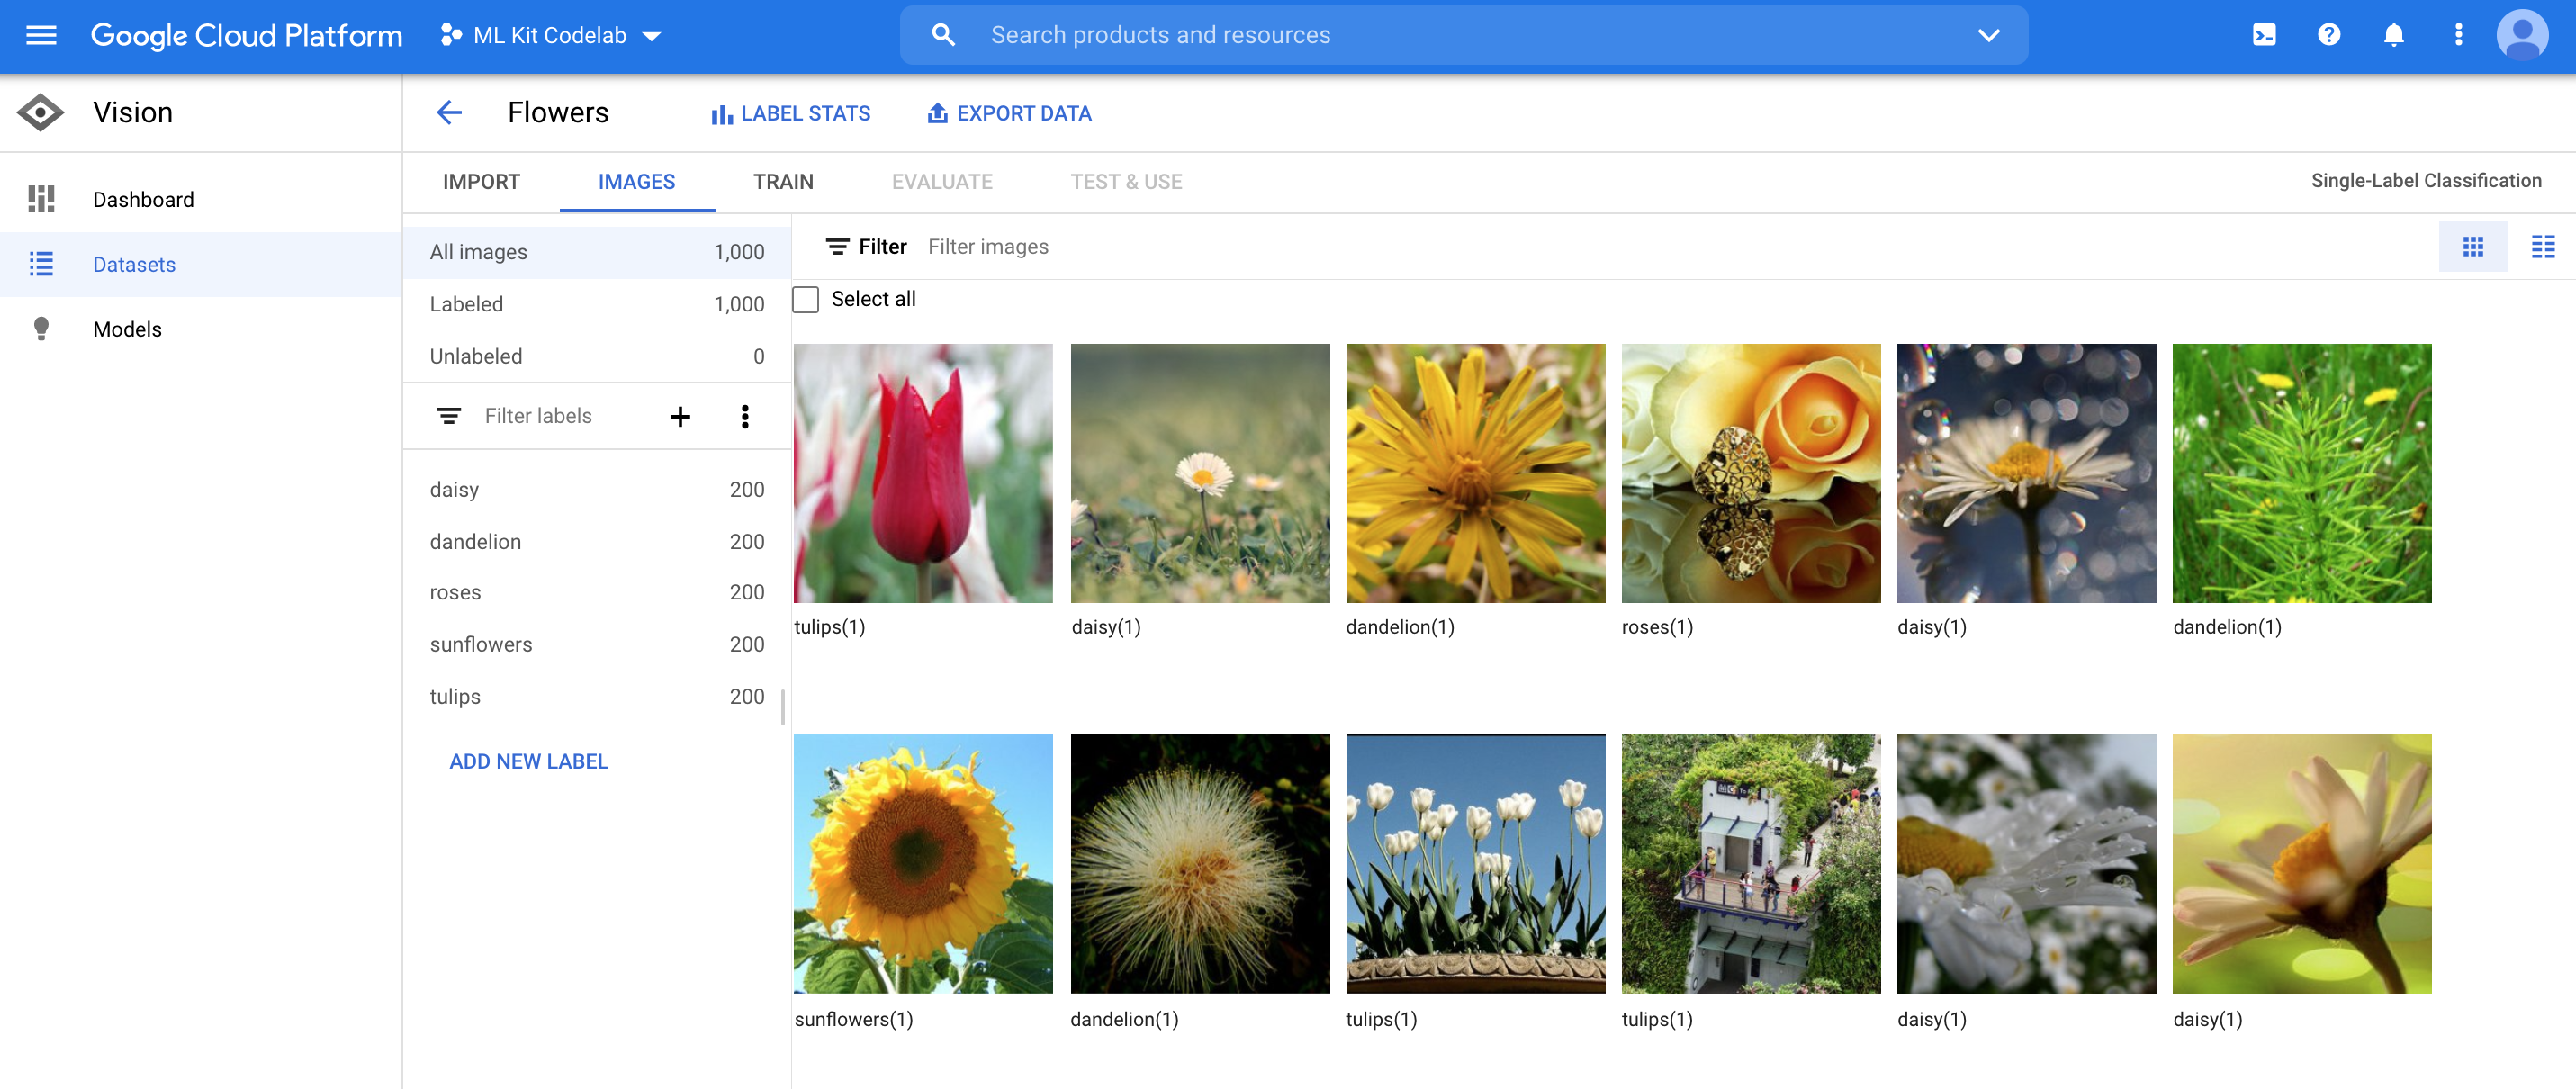 Google Cloud Platform
ML Kit Codelab
Search products and resources
Vision
Flowers
LABEL STATS
EXPORT DATA
Dashboard
Datasets
Models
IMPORT
IMAGES
TRAIN
EVALUATE
TEST & USE
Single-Label Classification
All images 1,000
Labeled 1,000
Unlabeled 0
Filter labels
daisy 200
dandelion 200
roses 200
sunflowers 200
tulips 200
ADD NEW LABEL
Filter Filter images
Select all
tulips(1)
daisy(1)
dandelion(1)
roses(1)
daisy(1)
dandelion(1)
sunflowers(1)
dandelion(1)
tulips(1)
tulips(1)
daisy(1)
daisy(1)